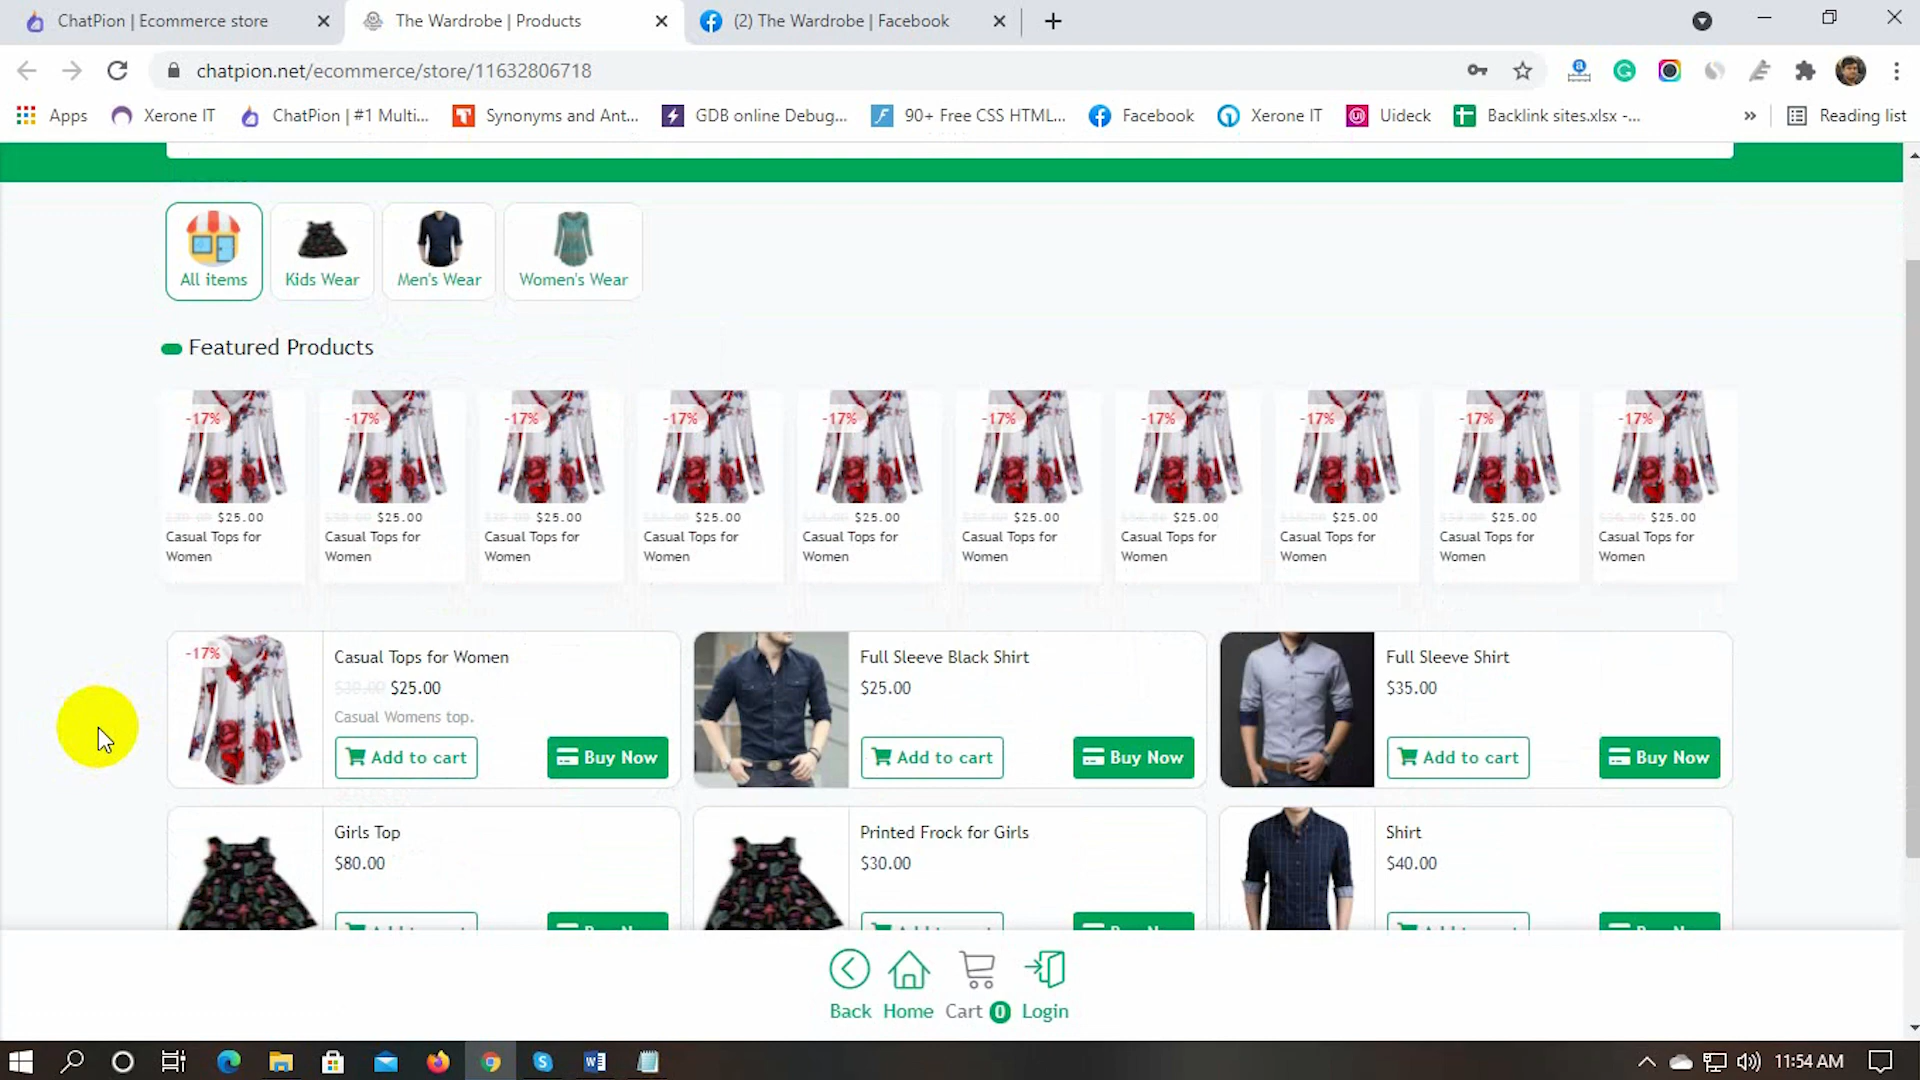 ChatPion | Ecommerce store
The Wardrobe | Products
(2) The Wardrobe | Facebook
chatpion.net/ecommerce/store/11632806718
Apps
Xerone IT
ChatPion | #1 Multi...
Synonyms and Ant...
GDB online Debug...
90+ Free CSS HTML...
Facebook
Xerone IT
Uideck
Backlink sites.xlsx -...
»
Reading list
All items
Kids Wear
Men's Wear
Women's Wear
Featured Products
-17% -17% -17% -17% -17% -17% -17% -17% -17% -17%
$25.00 $25.00 $25.00 $25.00 $25.00 $25.00 $25.00 $25.00 $25.00 $25.00
Casual Tops for Casual Tops for Casual Tops for Casual Tops for Casual Tops for Casual Tops for Casual Tops for Casual Tops for Casual Tops for Casual Tops for
Women Women Women Women Women Women Women Women Women Women
-17%
Casual Tops for Women
$30.00 $25.00
Casual Womens top.
Add to cart
Buy Now
Full Sleeve Black Shirt
$25.00
Add to cart
Buy Now
Full Sleeve Shirt
$35.00
Add to cart
Buy Now
Girls Top
$80.00
Printed Frock for Girls
$30.00
Shirt
$40.00
Back
Home
Cart 0
Login
11:54 AM